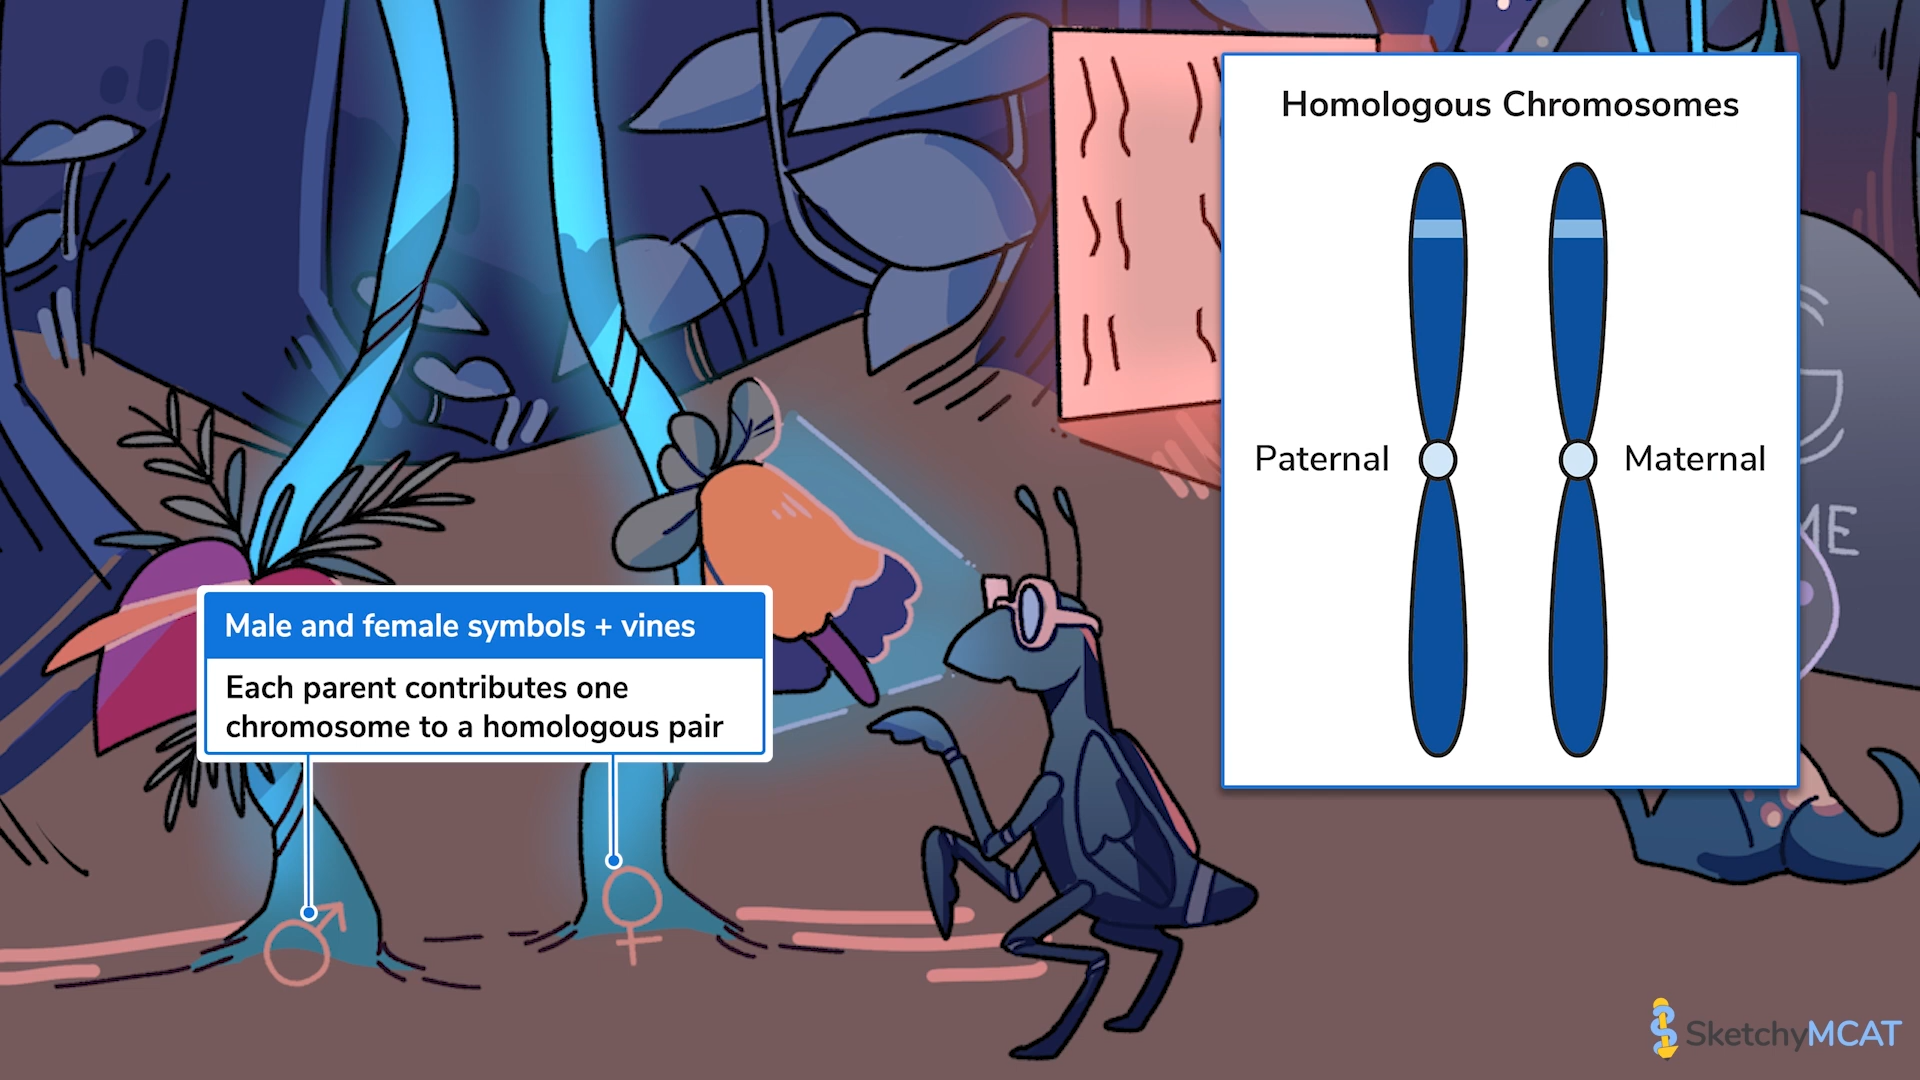 Homologous Chromosomes
Paternal
Maternal
Male and female symbols + vines
Each parent contributes one
chromosome to a homologous pair
SketchyMCAT